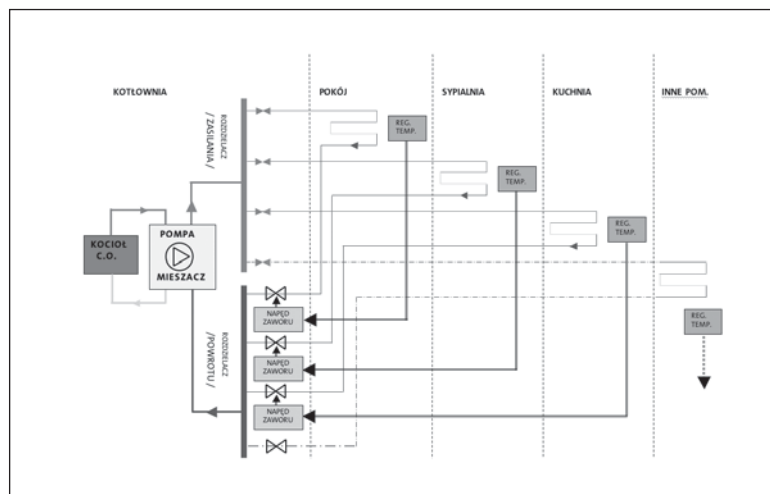 KOTŁOWNIA
POKÓJ
SYPIALNIA
KUCHNIA
INNE POM.
ROZDZIELACZ
/ ZASILANIA /
REG.
TEMP.
REG.
TEMP.
REG.
TEMP.
REG.
TEMP.
KOCIOŁ
C.O.
POMPA
MIESZACZ
ROZDZIELACZ
/POWROTU /
NAPĘD
ZAWORU
NAPĘD
ZAWORU
NAPĘD
ZAWORU